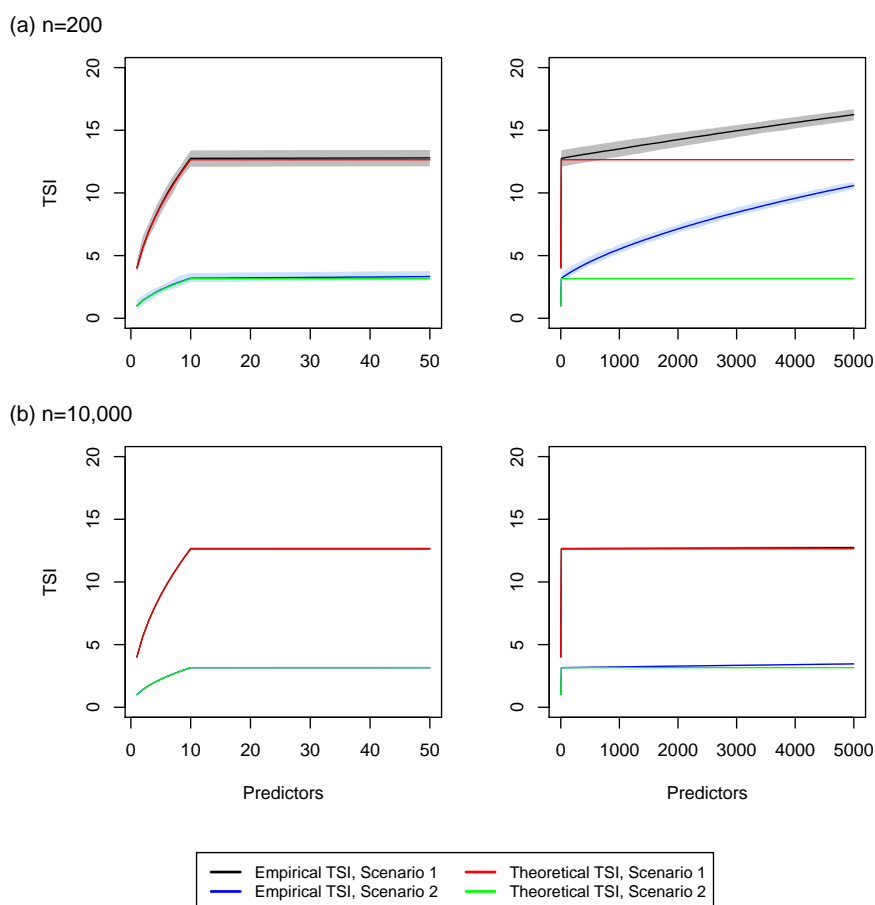 (a) n=200
TSI
20
15
10
5
0
0 10 20 30 40 50
20
15
10
5
0
0 1000 2000 3000 4000 5000
(b) n=10,000
TSI
20
15
10
5
0
0 10 20 30 40 50
Predictors
20
15
10
5
0
0 1000 2000 3000 4000 5000
Predictors
Empirical TSI, Scenario 1 Theoretical TSI, Scenario 1
Empirical TSI, Scenario 2 Theoretical TSI, Scenario 2